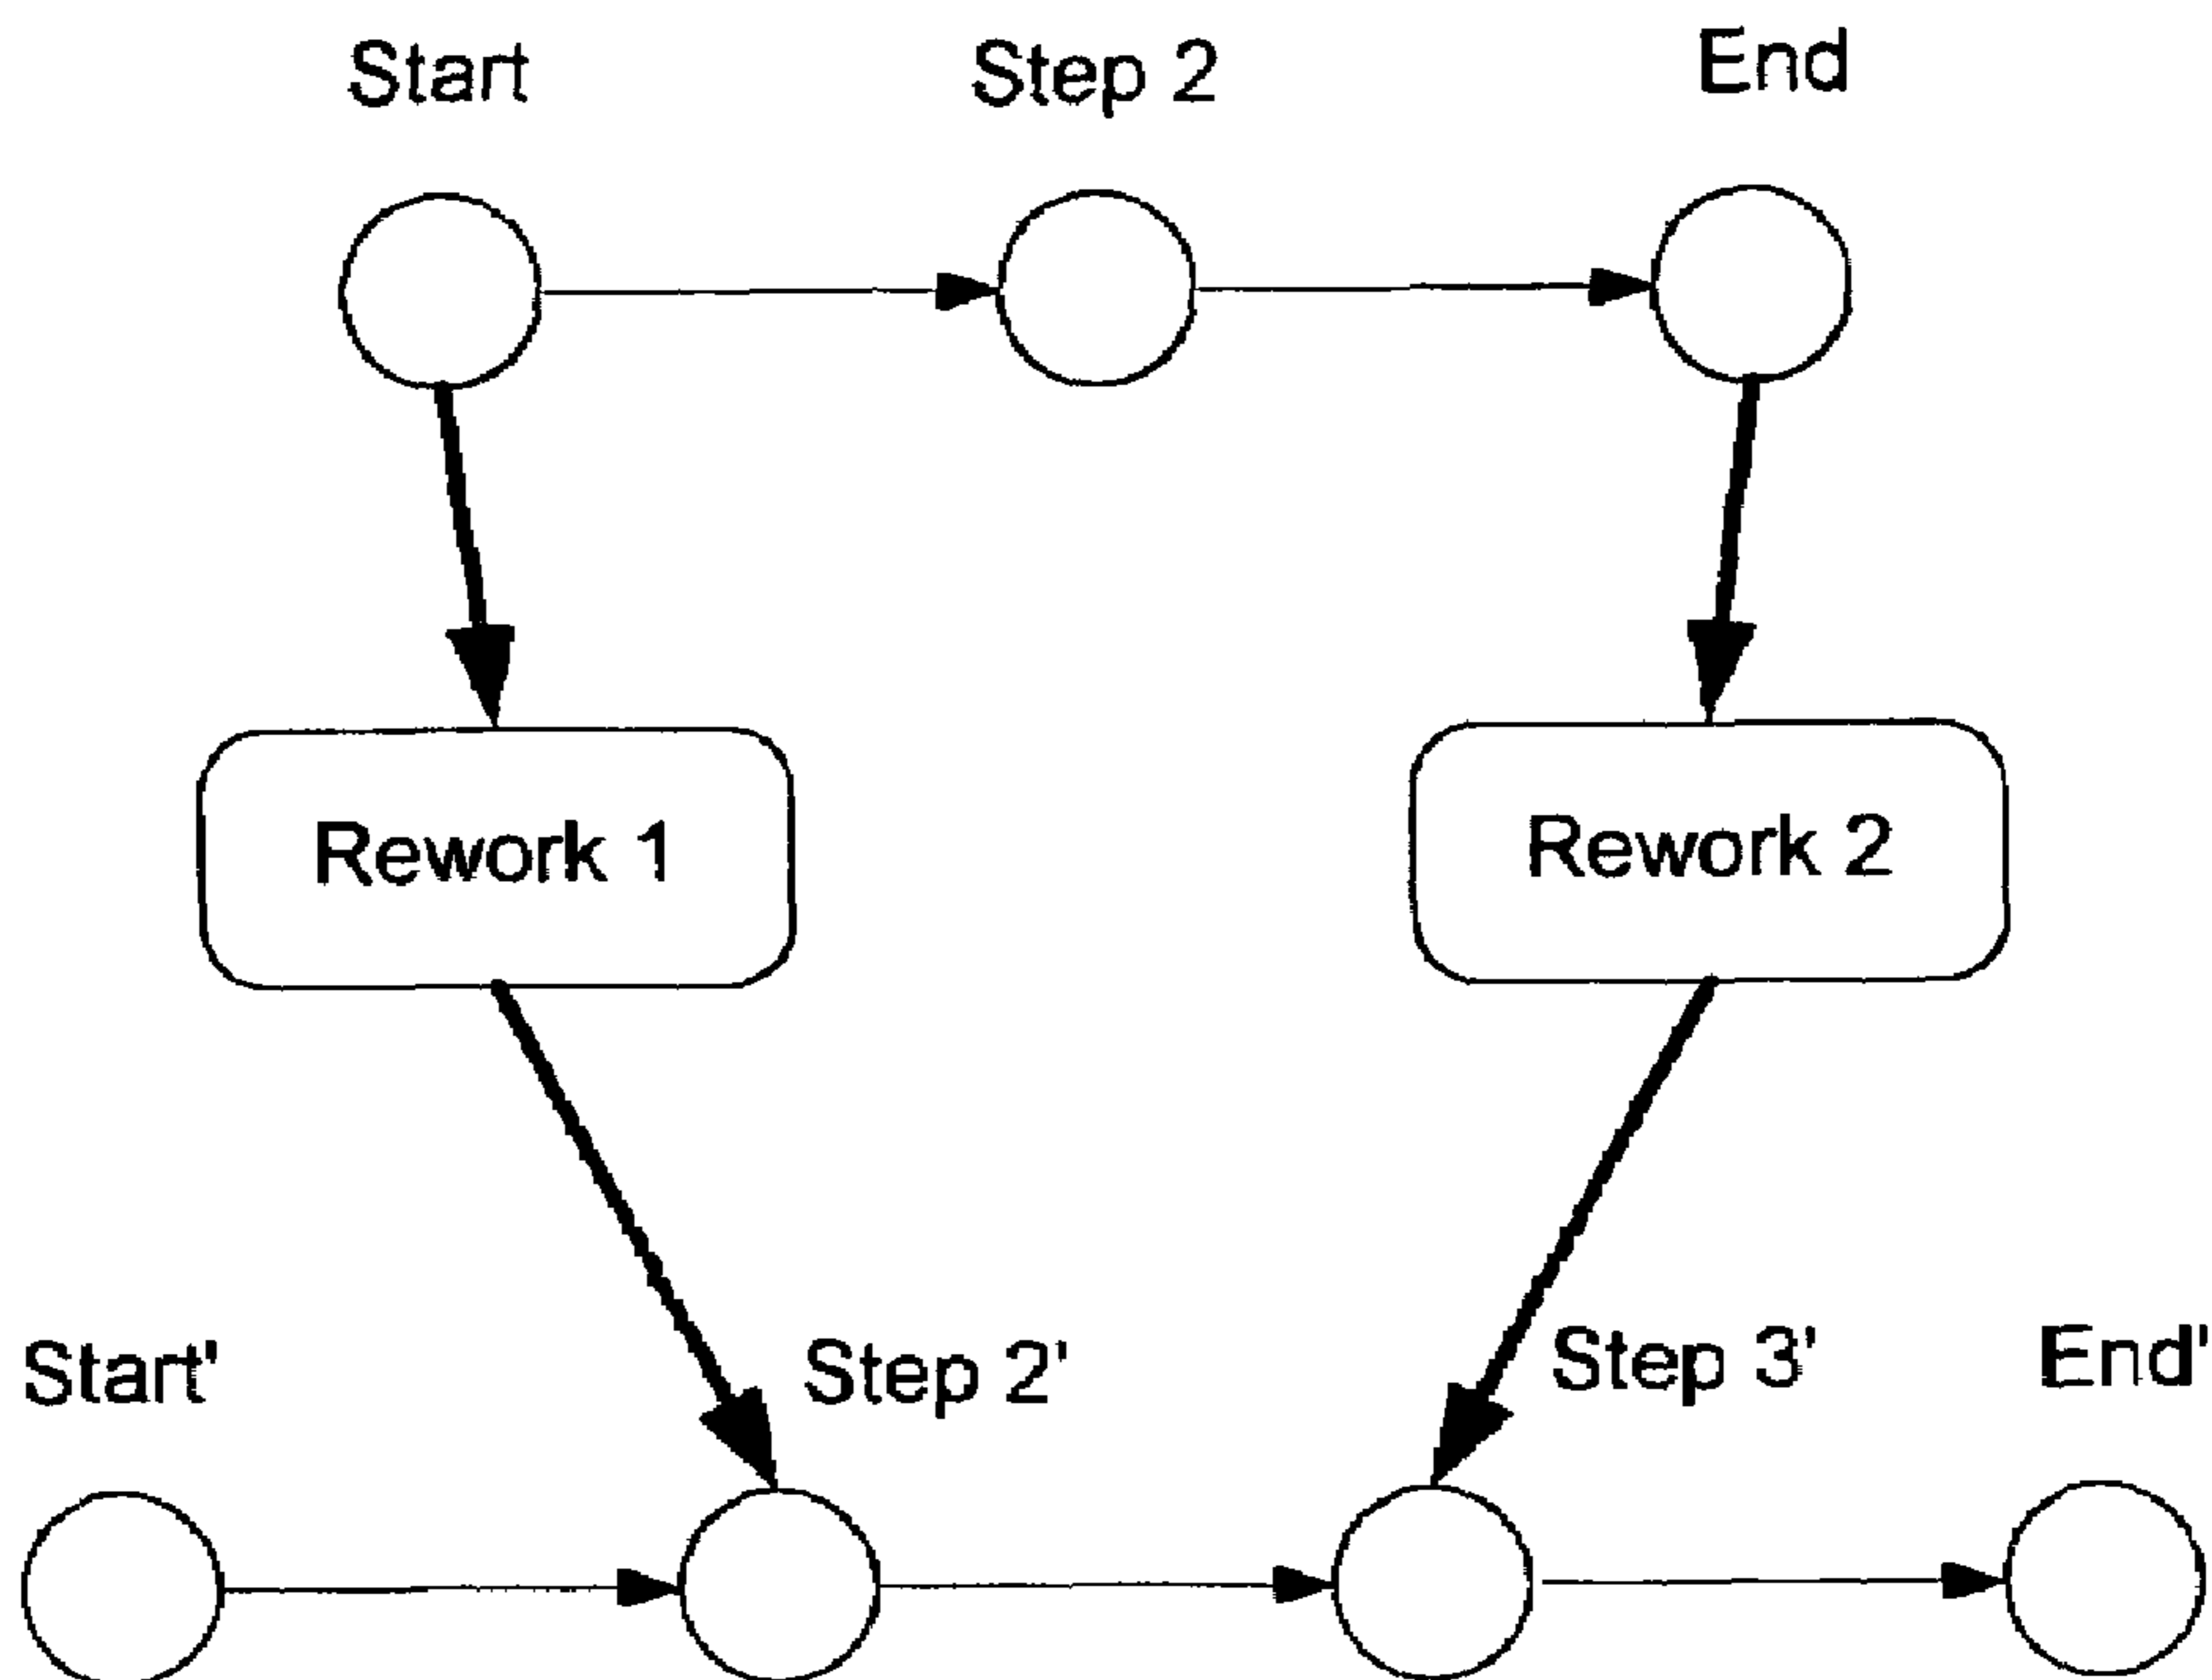 Start
Step 2
End
Rework 1
Rework 2
Start'
Step 2'
Step 3'
End'